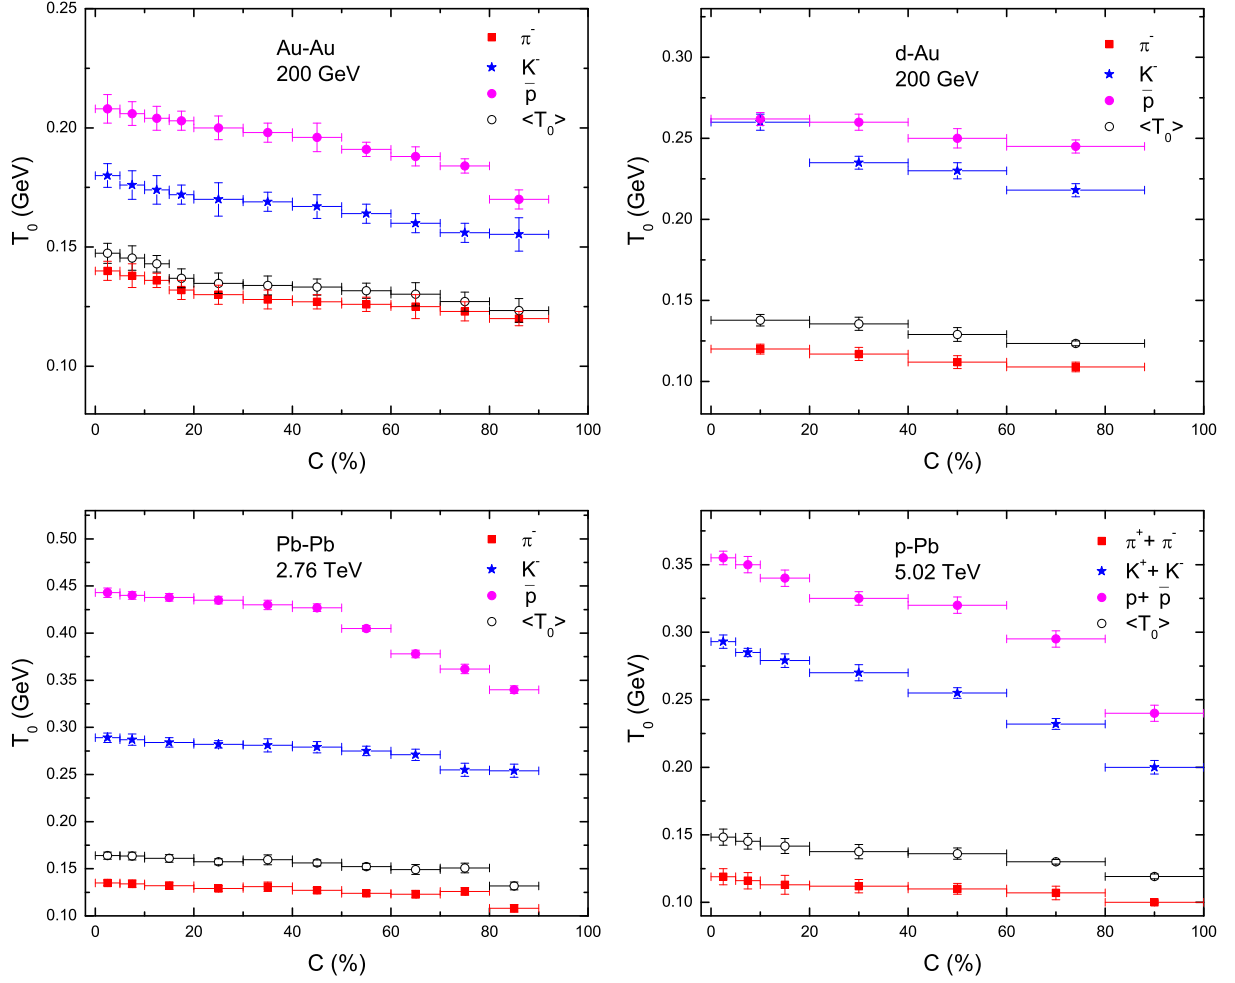 Au-Au
200 GeV
π⁻
K⁻
p̅
<T₀>
0.25
0.20
0.15
0.10
T₀ (GeV)
0 20 40 60 80 100
C (%)
d-Au
200 GeV
π⁻
K⁻
p̅
<T₀>
0.30
0.25
0.20
0.15
0.10
T₀ (GeV)
0 20 40 60 80 100
C (%)
Pb-Pb
2.76 TeV
π⁻
K⁻
p̅
<T₀>
0.50
0.45
0.40
0.35
0.30
0.25
0.20
0.15
0.10
T₀ (GeV)
0 20 40 60 80 100
C (%)
p-Pb
5.02 TeV
π⁺+ π⁻
K⁺+ K⁻
p+ p̅
<T₀>
0.35
0.30
0.25
0.20
0.15
0.10
T₀ (GeV)
0 20 40 60 80 100
C (%)